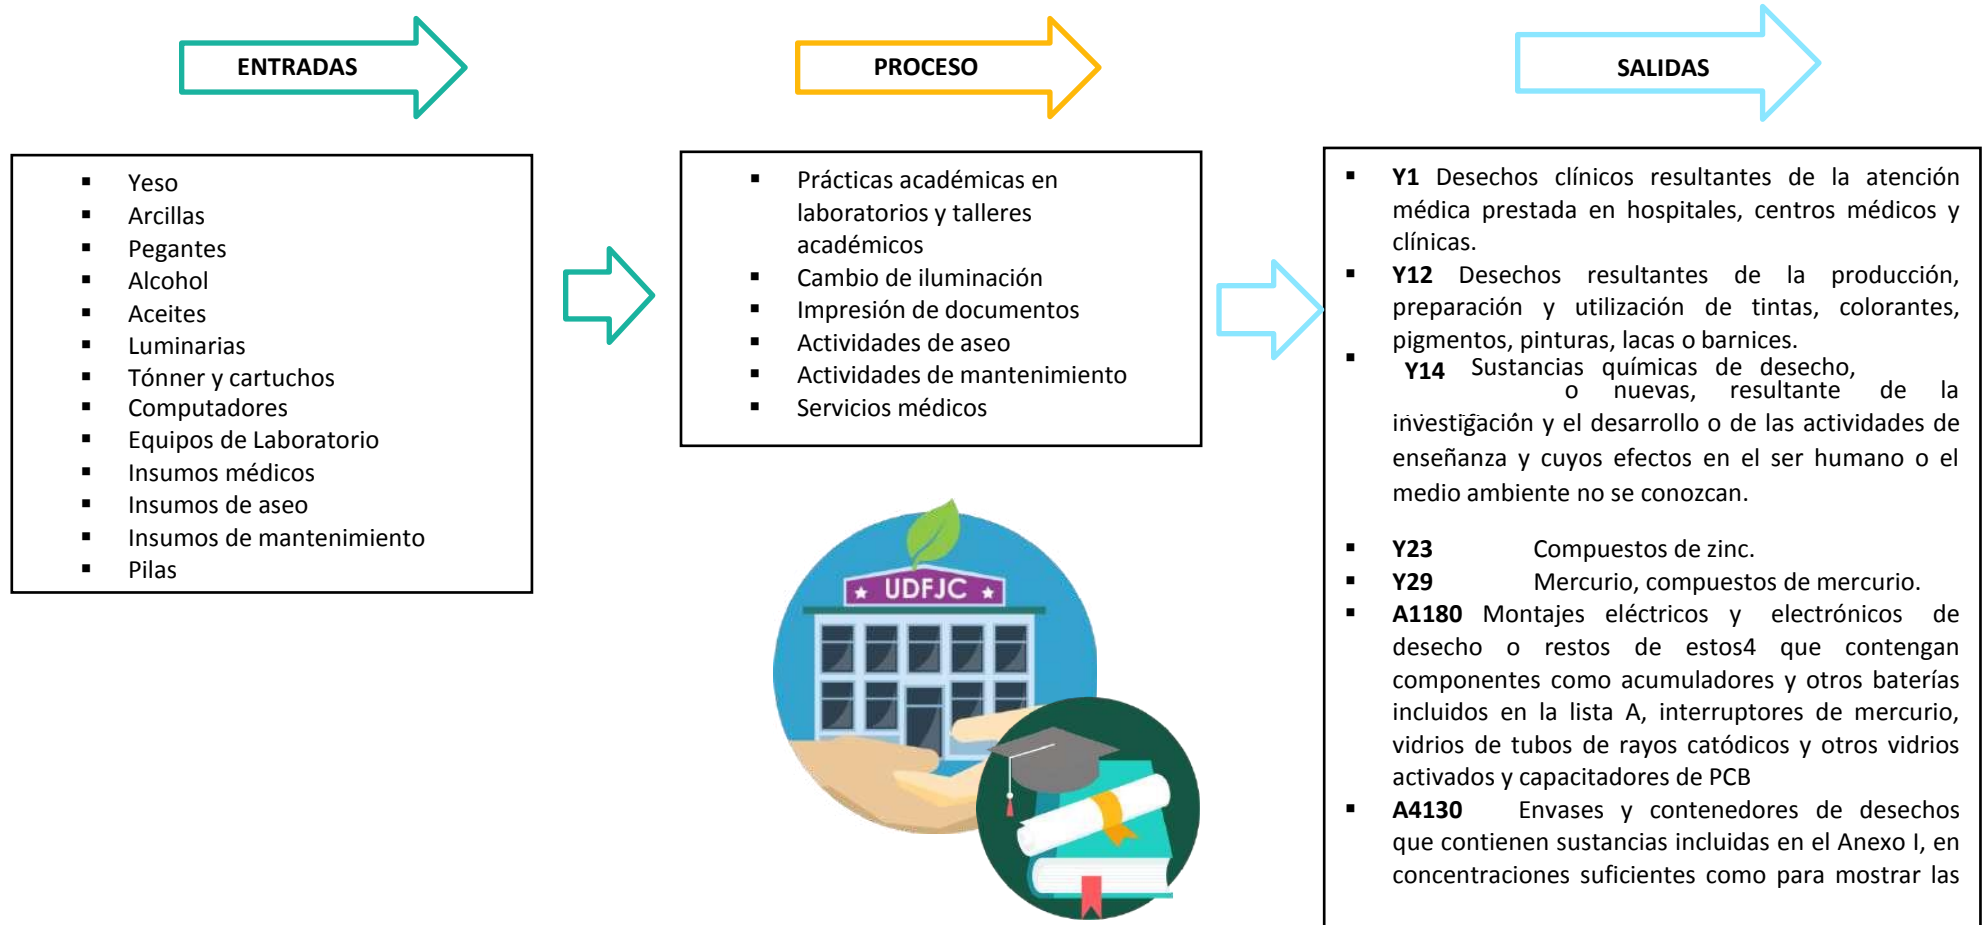 ENTRADAS
PROCESO
SALIDAS
▪ Yeso
▪ Arcillas
▪ Pegantes
▪ Alcohol
▪ Aceites
▪ Luminarias
▪ Tónner y cartuchos
▪ Computadores
▪ Equipos de Laboratorio
▪ Insumos médicos
▪ Insumos de aseo
▪ Insumos de mantenimiento
▪ Pilas
▪ Prácticas académicas en
laboratorios y talleres
académicos
▪ Cambio de iluminación
▪ Impresión de documentos
▪ Actividades de aseo
▪ Actividades de mantenimiento
▪ Servicios médicos
UDFJC
▪ Y1 Desechos clínicos resultantes de la atención
médica prestada en hospitales, centros médicos y
clínicas.
▪ Y12 Desechos resultantes de la producción,
preparación y utilización de tintas, colorantes,
pigmentos, pinturas, lacas o barnices.
▪ Y14 Sustancias químicas de desecho,
o nuevas, resultante de la
investigación y el desarrollo o de las actividades de
enseñanza y cuyos efectos en el ser humano o el
medio ambiente no se conozcan.
▪ Y23 Compuestos de zinc.
▪ Y29 Mercurio, compuestos de mercurio.
▪ A1180 Montajes eléctricos y electrónicos de
desecho o restos de estos4 que contengan
componentes como acumuladores y otros baterías
incluidos en la lista A, interruptores de mercurio,
vidrios de tubos de rayos catódicos y otros vidrios
activados y capacitadores de PCB
▪ A4130 Envases y contenedores de desechos
que contienen sustancias incluidas en el Anexo I, en
concentraciones suficientes como para mostrar las